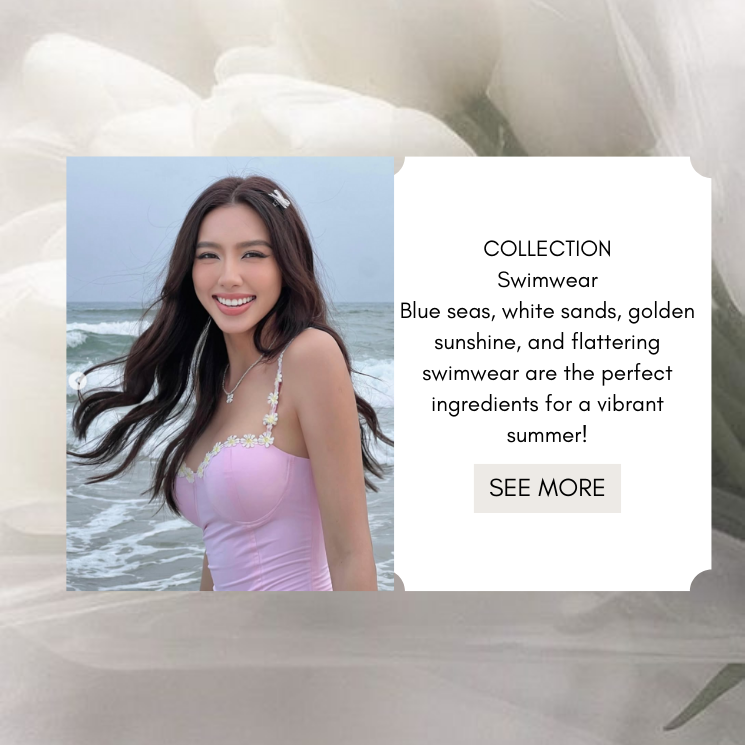 COLLECTION
Swimwear
Blue seas, white sands, golden
sunshine, and flattering
swimwear are the perfect
ingredients for a vibrant
summer!
SEE MORE